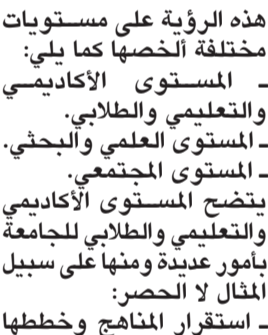 هذه الرؤية على مستويات
مختلفة ألخصها كما يلي:
ـ المستوى الأكاديمي
والتعليمي والطلابي.
ـ المستوى العلمي والبحثي.
ـ المستوى المجتمعي.
يتضح المستوى الأكاديمي
والتعليمي والطلابي للجامعة
بأمور عديدة ومنها على سبيل
المثال لا الحصر:
ـ استقرار المناهج وخططها